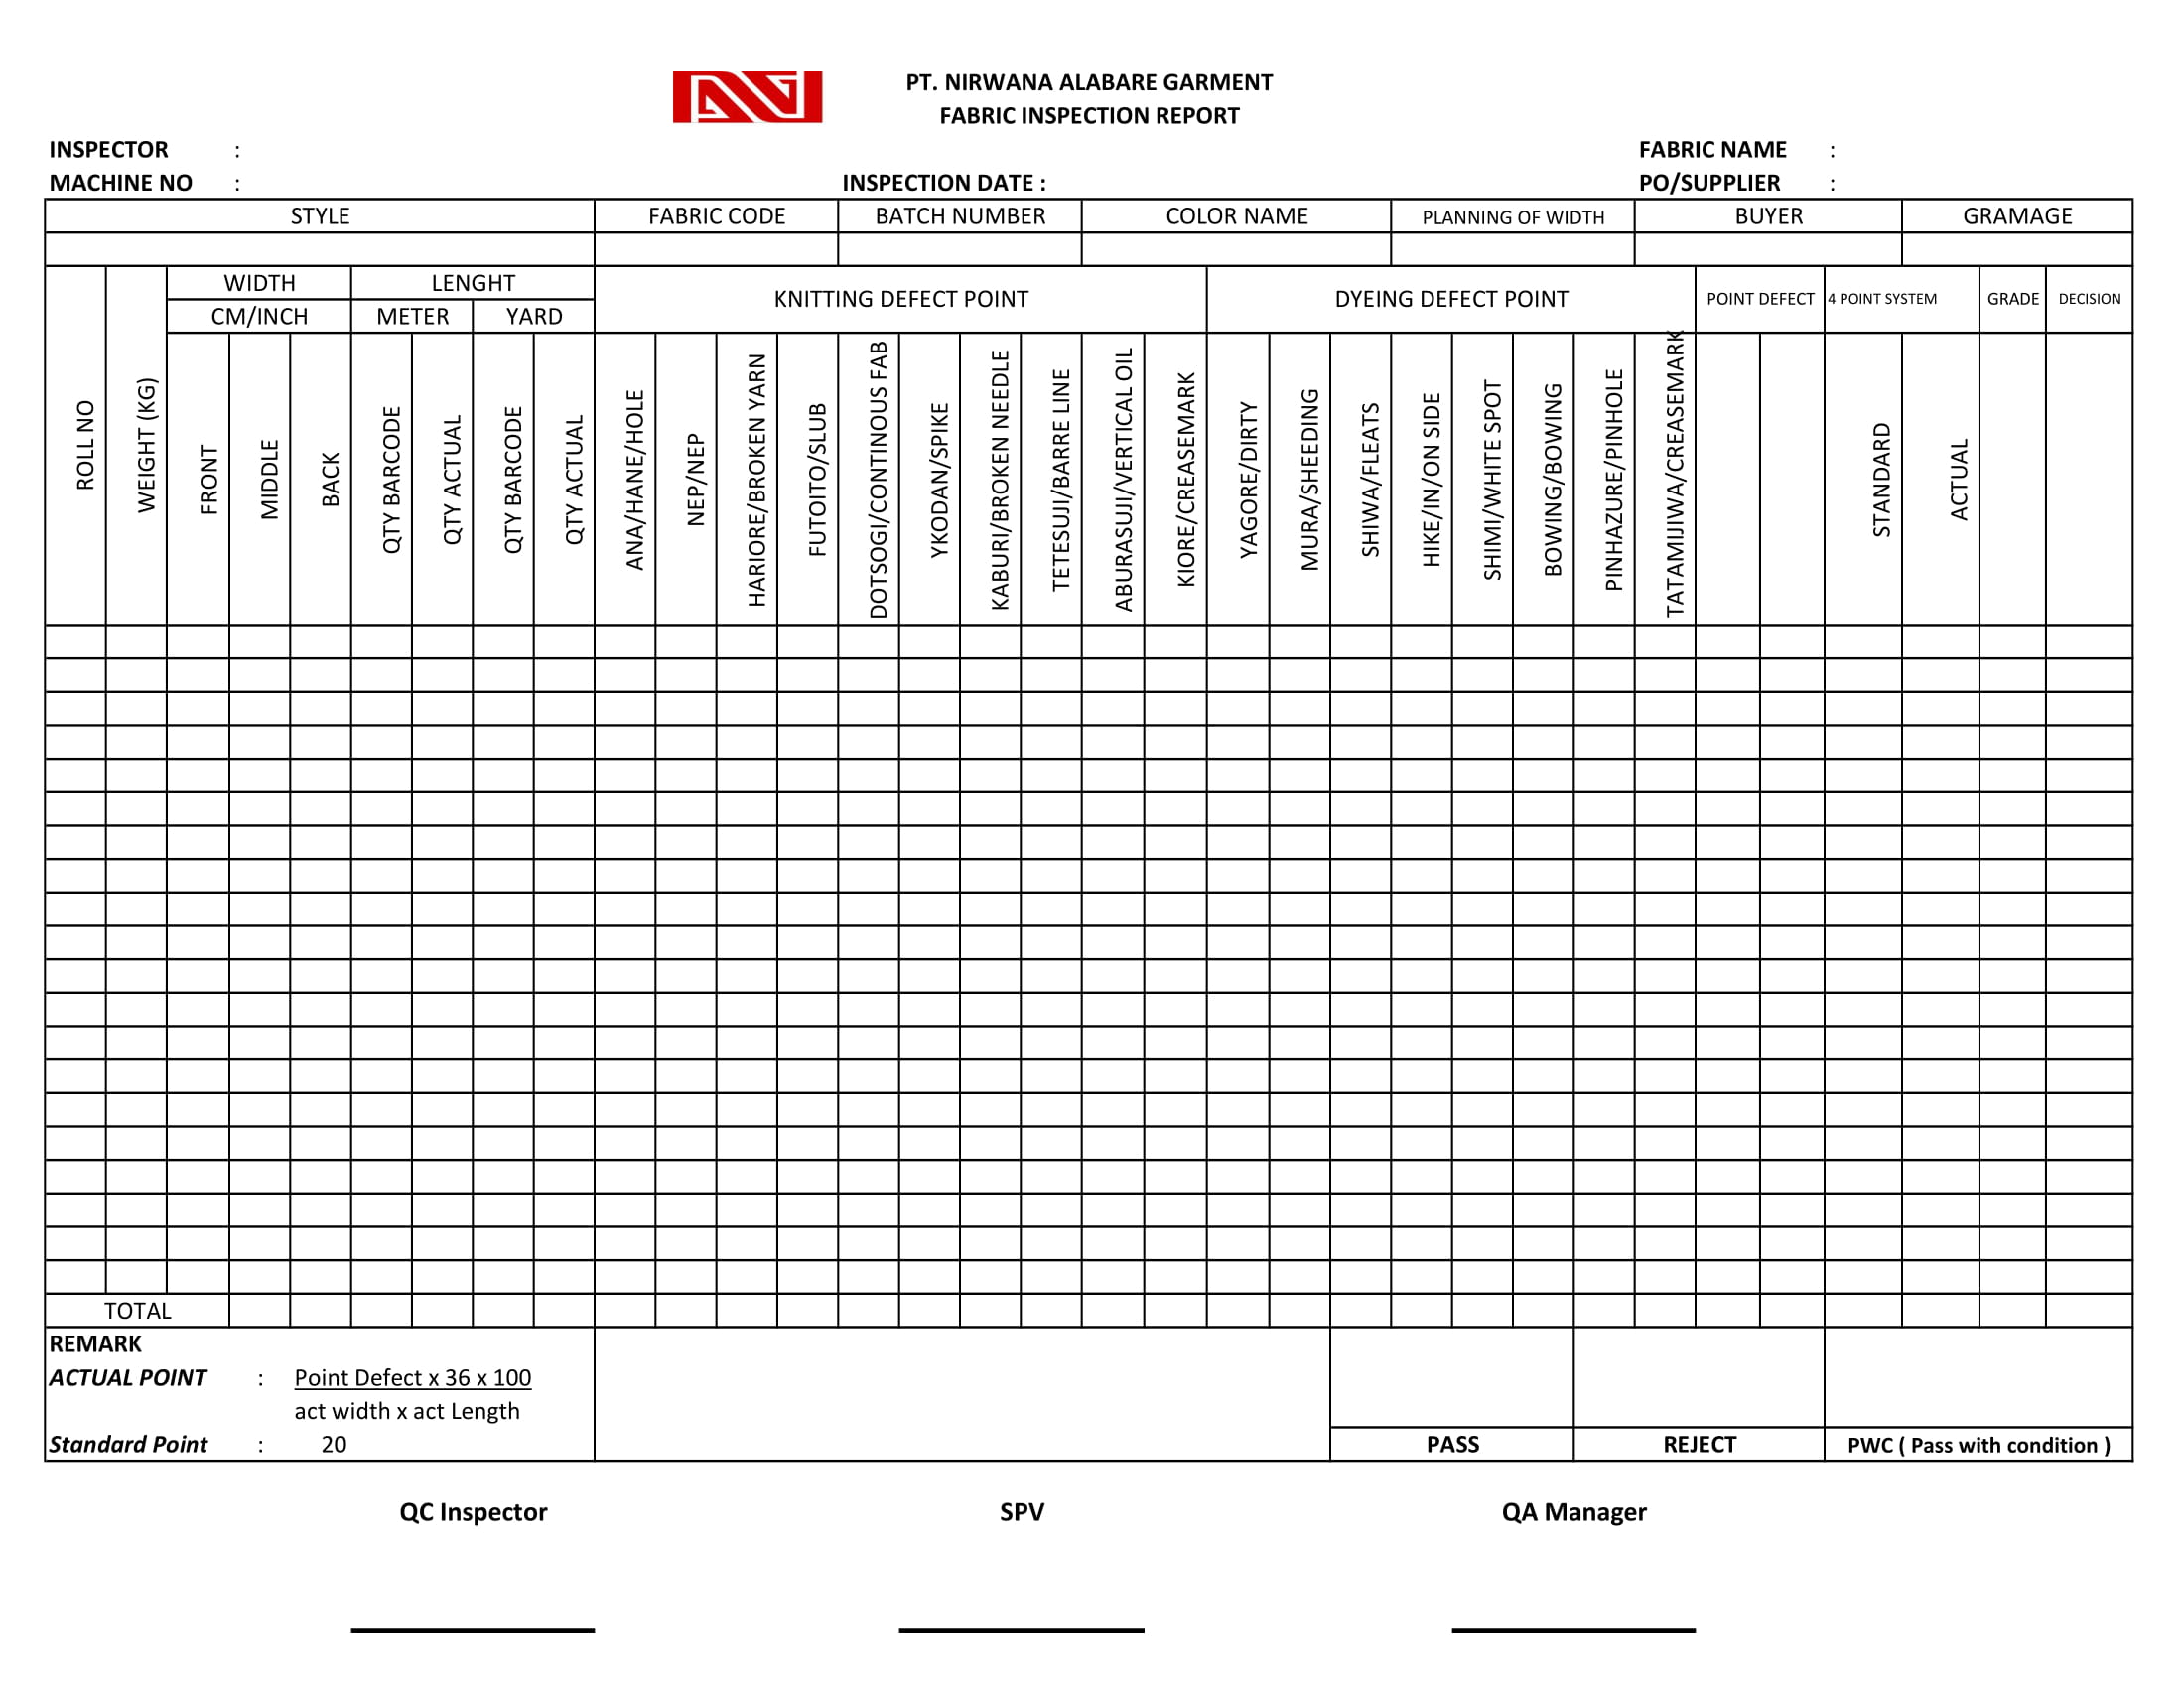 PT. NIRWANA ALABARE GARMENT
FABRIC INSPECTION REPORT
INSPECTOR :
FABRIC NAME :
MACHINE NO :
INSPECTION DATE :
PO/SUPPLIER :
STYLE
FABRIC CODE
BATCH NUMBER
COLOR NAME
PLANNING OF WIDTH
BUYER
GRAMAGE
ROLL NO
WEIGHT (KG)
WIDTH
CM/INCH
FRONT
MIDDLE
BACK
LENGHT
METER
YARD
QTY BARCODE
QTY ACTUAL
QTY BARCODE
QTY ACTUAL
KNITTING DEFECT POINT
ANA/HANE/HOLE
NEP/NEP
HARIORE/BROKEN YARN
FUTOITO/SLUB
DOTSOGI/CONTINOUS FAB
YKODAN/SPIKE
KABURI/BROKEN NEEDLE
TETESUJI/BARRE LINE
ABURASUJI/VERTICAL OIL
KIORE/CREASEMARK
DYEING DEFECT POINT
YAGORE/DIRTY
MURA/SHEEDING
SHIWA/FLEATS
HIKE/IN/ON SIDE
SHIMI/WHITE SPOT
BOWING/BOWING
PINHAZURE/PINHOLE
TATAMIJIWA/CREASEMARK
POINT DEFECT
4 POINT SYSTEM
STANDARD
ACTUAL
GRADE
DECISION
TOTAL
REMARK
ACTUAL POINT : Point Defect x 36 x 100
act width x act Length
Standard Point : 20
PASS
REJECT
PWC ( Pass with condition )
QC Inspector
SPV
QA Manager